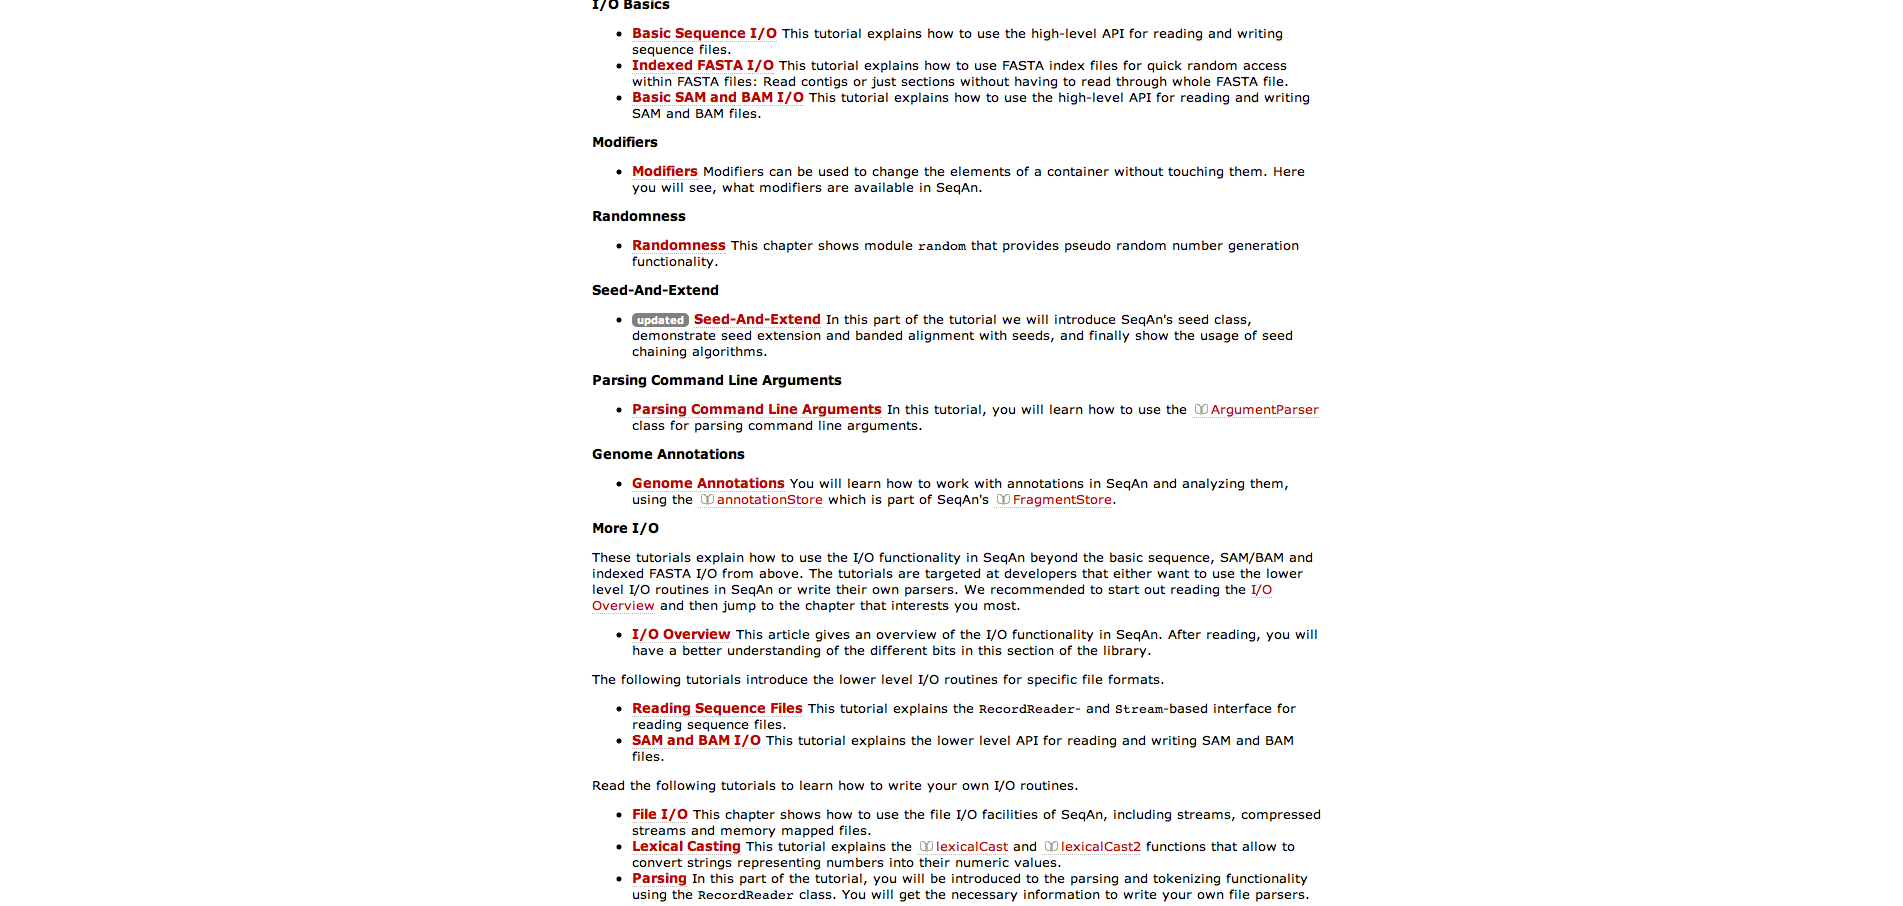 I/O Basics
Basic Sequence I/O This tutorial explains how to use the high-level API for reading and writing
sequence files.
Indexed FASTA I/O This tutorial explains how to use FASTA index files for quick random access
within FASTA files: Read contigs or just sections without having to read through whole FASTA file.
Basic SAM and BAM I/O This tutorial explains how to use the high-level API for reading and writing
SAM and BAM files.
Modifiers
Modifiers Modifiers can be used to change the elements of a container without touching them. Here
you will see, what modifiers are available in SeqAn.
Randomness
Randomness This chapter shows module random that provides pseudo random number generation
functionality.
Seed-And-Extend
updated Seed-And-Extend In this part of the tutorial we will introduce SeqAn's seed class,
demonstrate seed extension and banded alignment with seeds, and finally show the usage of seed
chaining algorithms.
Parsing Command Line Arguments
Parsing Command Line Arguments In this tutorial, you will learn how to use the ArgumentParser
class for parsing command line arguments.
Genome Annotations
Genome Annotations You will learn how to work with annotations in SeqAn and analyzing them,
using the annotationStore which is part of SeqAn's FragmentStore.
More I/O
These tutorials explain how to use the I/O functionality in SeqAn beyond the basic sequence, SAM/BAM and
indexed FASTA I/O from above. The tutorials are targeted at developers that either want to use the lower
level I/O routines in SeqAn or write their own parsers. We recommended to start out reading the I/O
Overview and then jump to the chapter that interests you most.
I/O Overview This article gives an overview of the I/O functionality in SeqAn. After reading, you will
have a better understanding of the different bits in this section of the library.
The following tutorials introduce the lower level I/O routines for specific file formats.
Reading Sequence Files This tutorial explains the RecordReader- and Stream-based interface for
reading sequence files.
SAM and BAM I/O This tutorial explains the lower level API for reading and writing SAM and BAM
files.
Read the following tutorials to learn how to write your own I/O routines.
File I/O This chapter shows how to use the file I/O facilities of SeqAn, including streams, compressed
streams and memory mapped files.
Lexical Casting This tutorial explains the lexicalCast and lexicalCast2 functions that allow to
convert strings representing numbers into their numeric values.
Parsing In this part of the tutorial, you will be introduced to the parsing and tokenizing functionality
using the RecordReader class. You will get the necessary information to write your own file parsers.